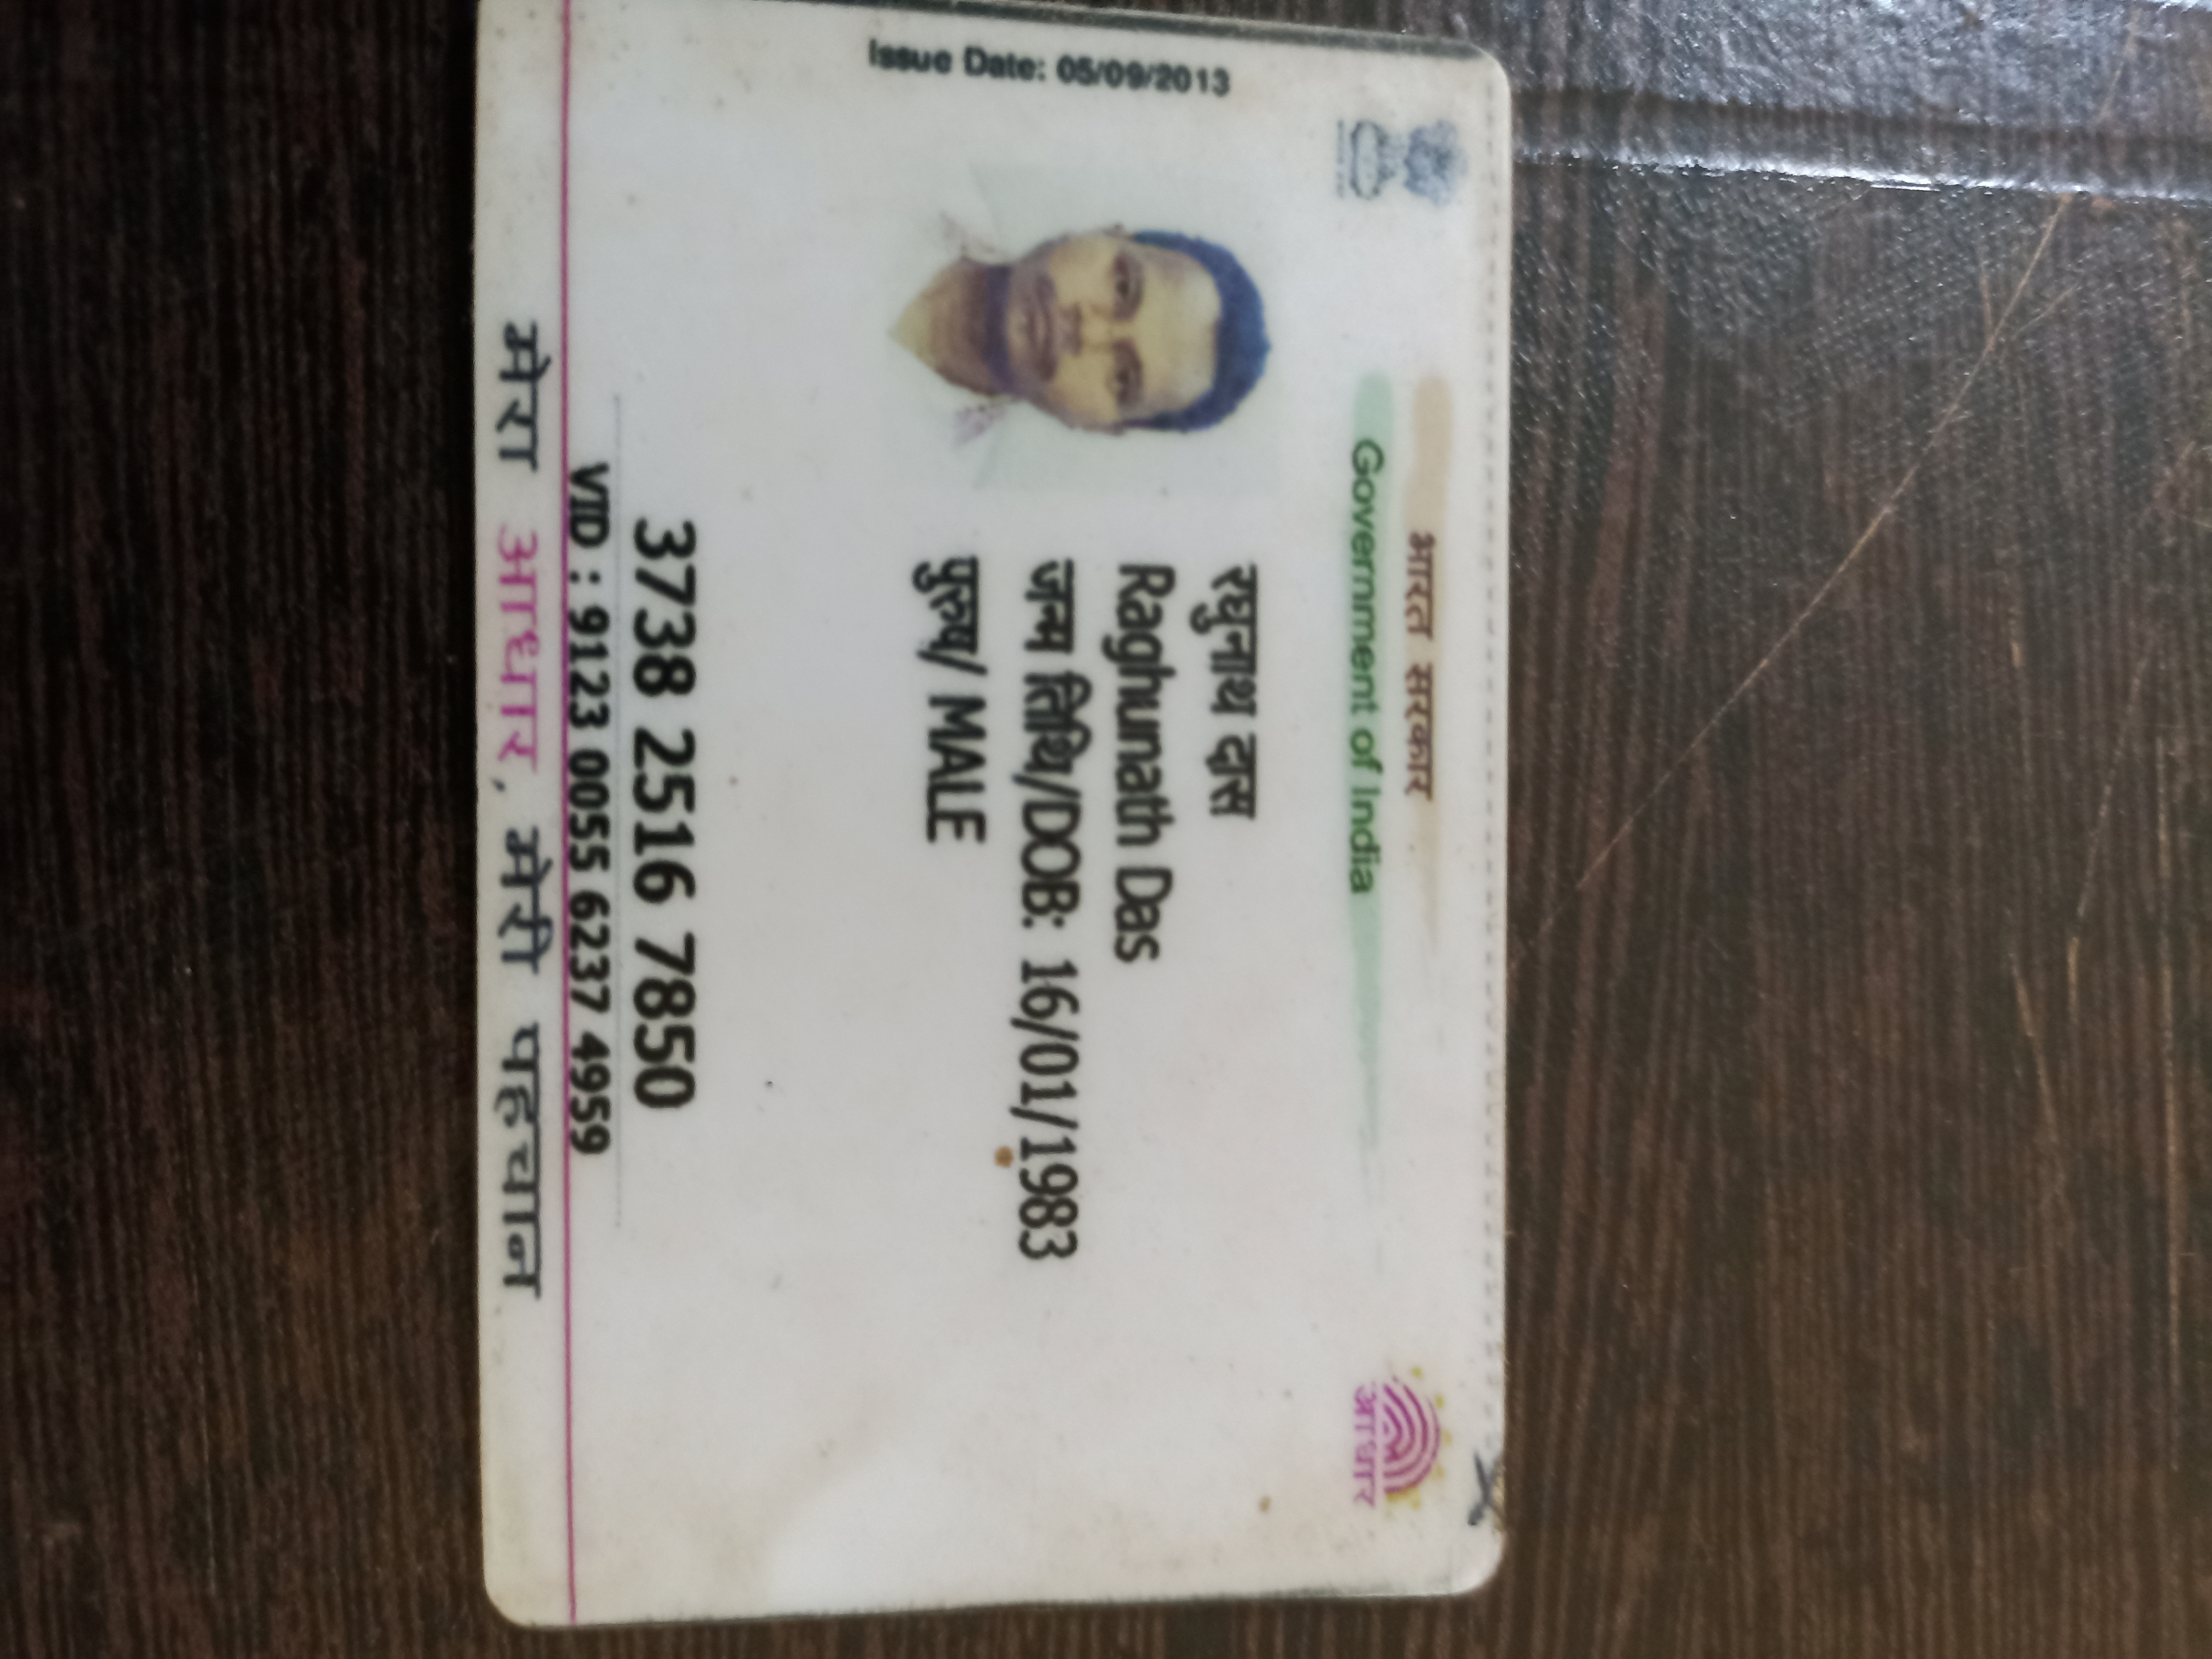 भारत सरकार
Government of India
Issue Date: 05/09/2013
रघुनाथ दास
Raghunath Das
जन्म तिथि/DOB: 16/01/1983
पुरुष/ MALE
3738 2516 7850
VID : 9123 0055 6237 4959
मेरा आधार, मेरी पहचान
आधार